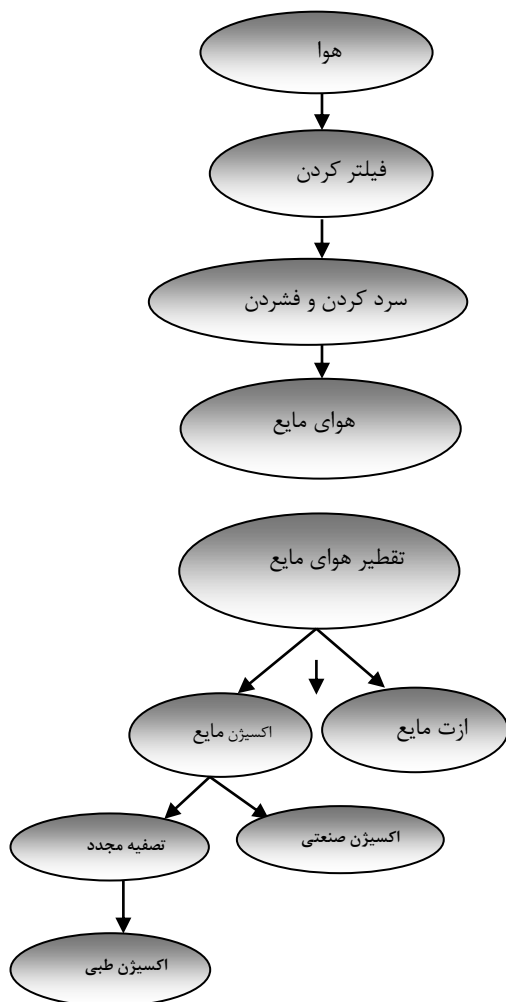 هوا
فیلتر کردن
سرد کردن و فشردن
هوای مایع
تقطیر هوای مایع
اکسیژن مایع
ازت مایع
اکسیژن صنعتی
تصفیه مجدد
اکسیژن طبی